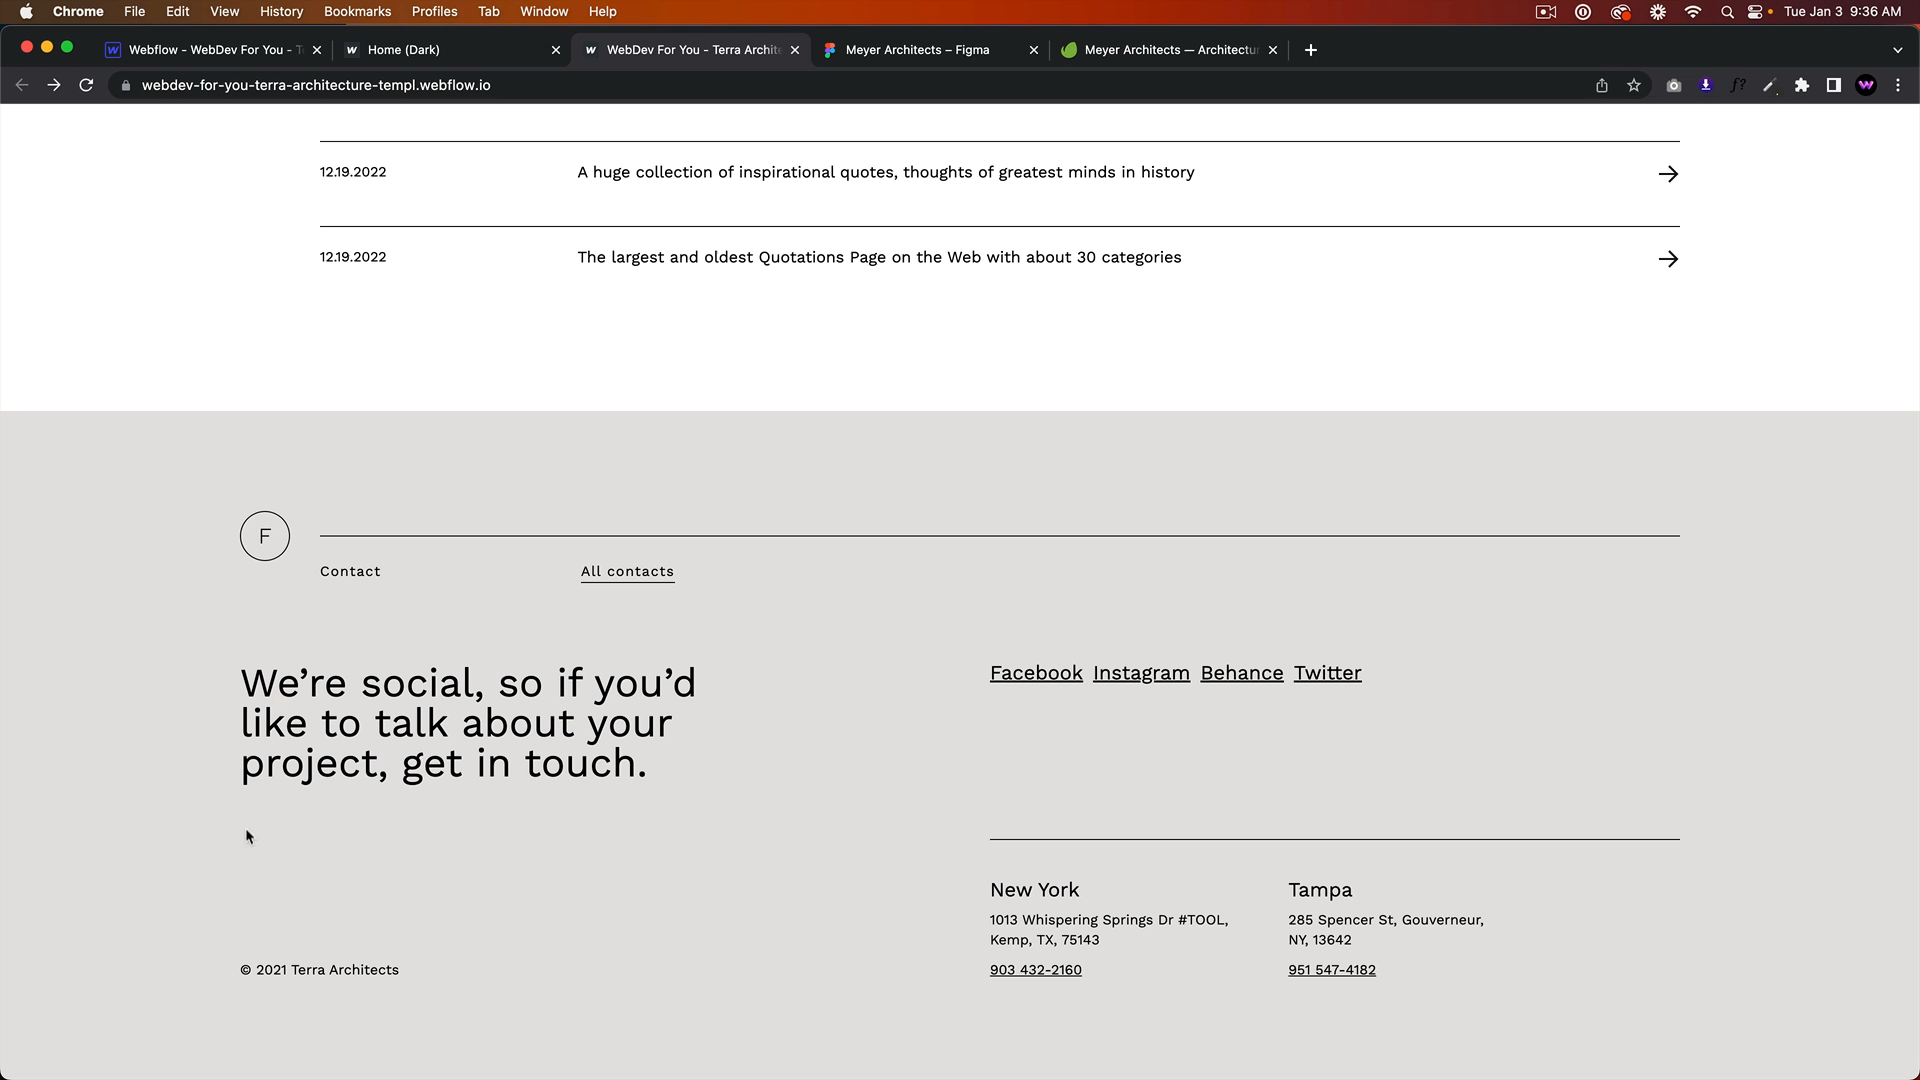 Chrome File Edit View History Bookmarks Profiles Tab Window Help Tue Jan 3 9:36 AM
Webflow - WebDev For You - Home (Dark) WebDev For You - Terra Archit Meyer Architects – Figma Meyer Architects — Architectu
webdev-for-you-terra-architecture-templ.webflow.io
12.19.2022 A huge collection of inspirational quotes, thoughts of greatest minds in history
12.19.2022 The largest and oldest Quotations Page on the Web with about 30 categories
F
Contact All contacts
We’re social, so if you’d
like to talk about your
project, get in touch.
Facebook Instagram Behance Twitter
New York
1013 Whispering Springs Dr #TOOL,
Kemp, TX, 75143
903 432-2160
Tampa
285 Spencer St, Gouverneur,
NY, 13642
951 547-4182
© 2021 Terra Architects